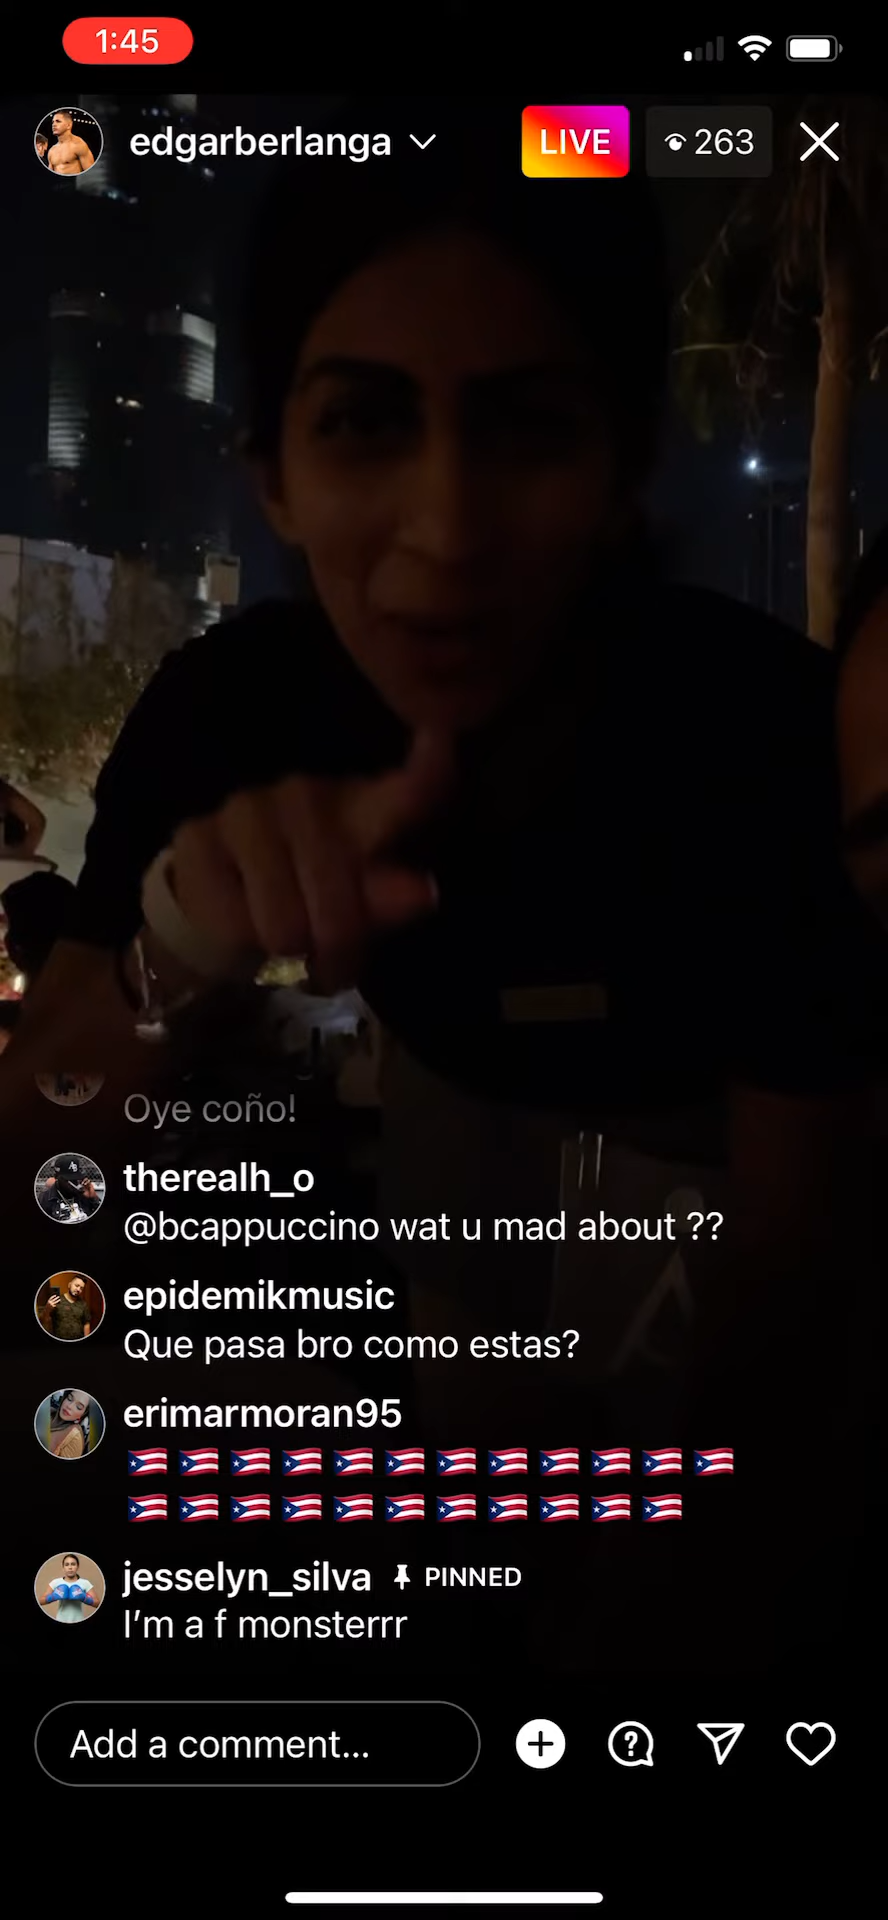 1:45
edgarberlanga
LIVE
263
Oye coño!
therealh_o
@bcappuccino wat u mad about ??
epidemikmusic
Que pasa bro como estas?
erimarmoran95
🇵🇷🇵🇷🇵🇷🇵🇷🇵🇷🇵🇷🇵🇷🇵🇷🇵🇷🇵🇷🇵🇷🇵🇷
🇵🇷🇵🇷🇵🇷🇵🇷🇵🇷🇵🇷🇵🇷🇵🇷🇵🇷🇵🇷🇵🇷
jesselyn_silva PINNED
I’m a f monsterrr
Add a comment...